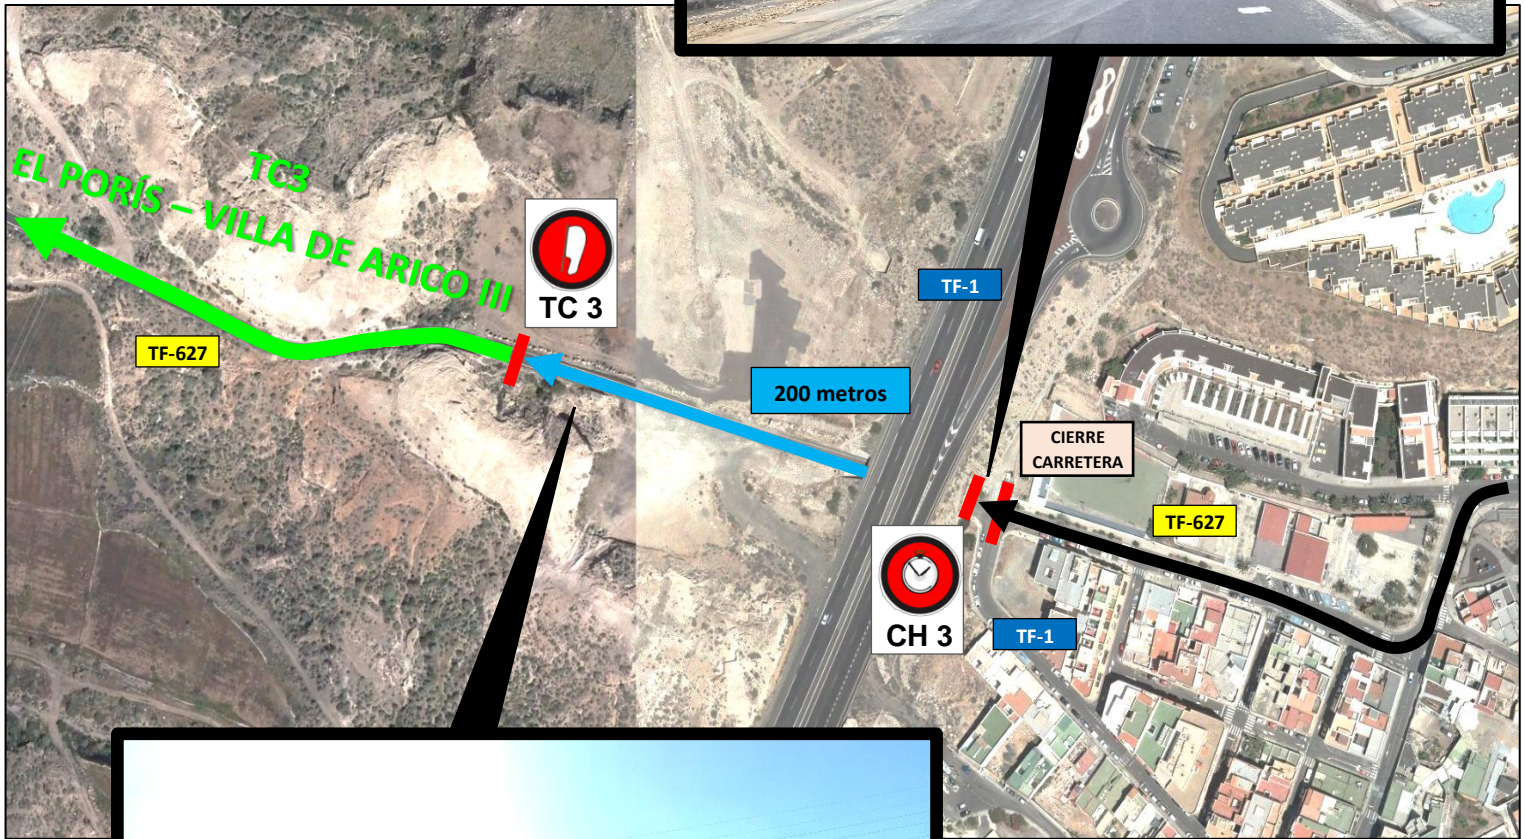 TC3
EL PORÍS – VILLA DE ARICO III
TC 3
TF-1
TF-627
200 metros
CIERRE
CARRETERA
TF-627
CH 3
TF-1